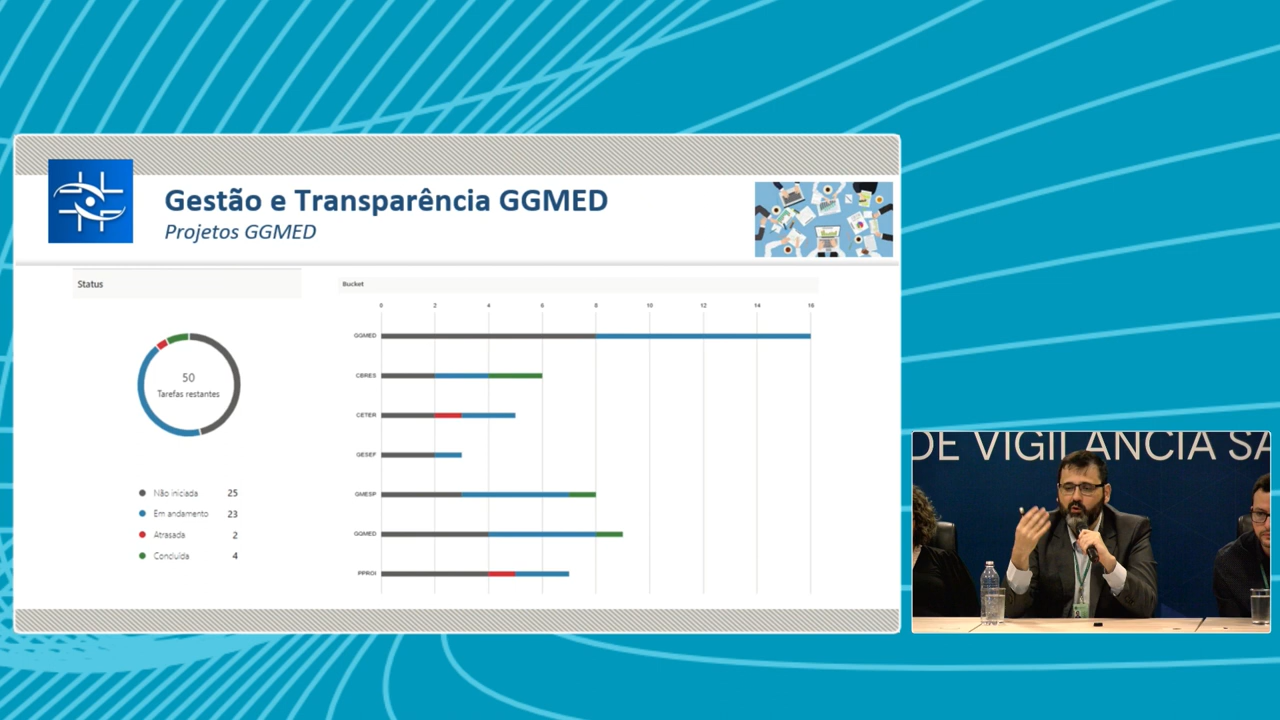 Gestão e Transparência GGMED
Projetos GGMED
Status
50
Tarefas restantes
Não iniciada 25
Em andamento 23
Atrasada 2
Concluída 4
Bucket
0 2 4 6 8 10 12 14 16
GGMED
CBRES
CETER
GESEF
GMESP
GGMED
PPROI
DE VIGILÂNCIA SA